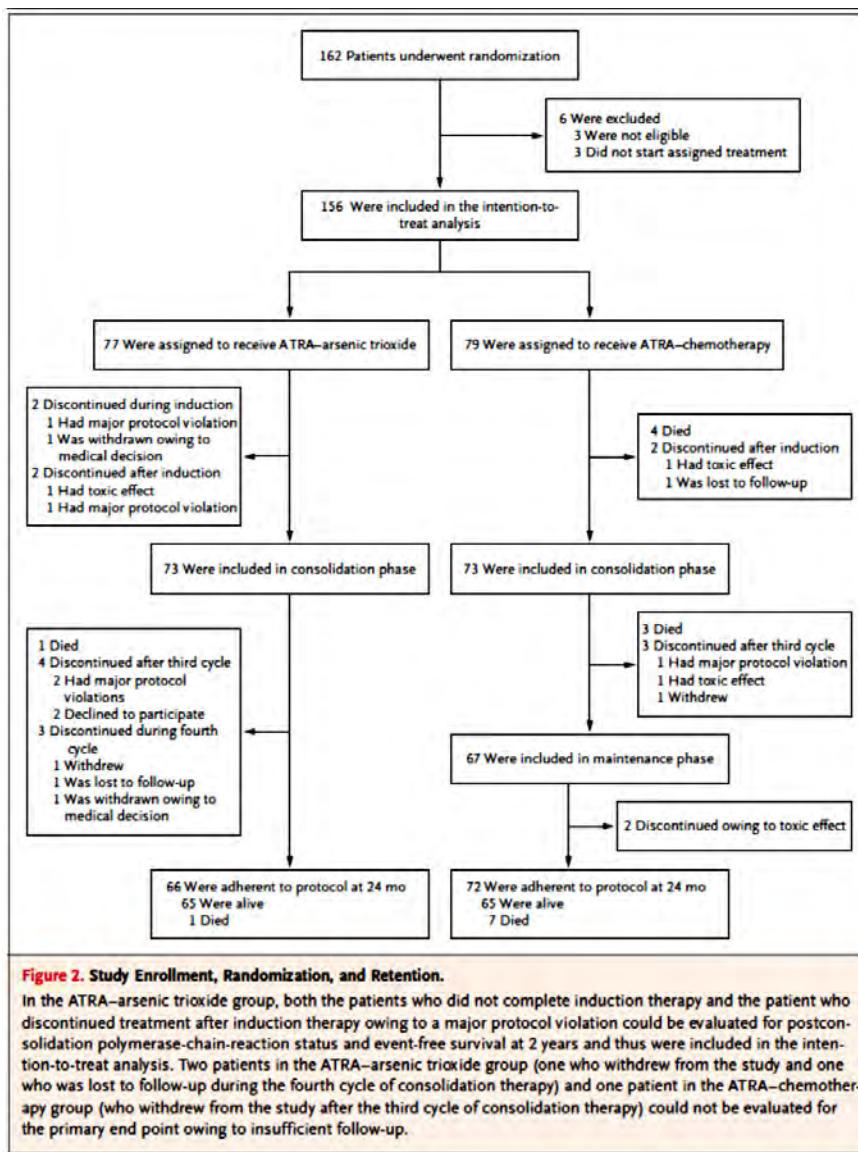 162 Patients underwent randomization
6 Were excluded
3 Were not eligible
3 Did not start assigned treatment
156 Were included in the intention-to-
treat analysis
77 Were assigned to receive ATRA–arsenic trioxide
79 Were assigned to receive ATRA–chemotherapy
2 Discontinued during induction
1 Had major protocol violation
1 Was withdrawn owing to
medical decision
2 Discontinued after induction
1 Had toxic effect
1 Had major protocol violation
4 Died
2 Discontinued after induction
1 Had toxic effect
1 Was lost to follow-up
73 Were included in consolidation phase
73 Were included in consolidation phase
1 Died
4 Discontinued after third cycle
2 Had major protocol
violations
2 Declined to participate
3 Discontinued during fourth
cycle
1 Withdrew
1 Was lost to follow-up
1 Was withdrawn owing to
medical decision
3 Died
3 Discontinued after third cycle
1 Had major protocol violation
1 Had toxic effect
1 Withdrew
67 Were included in maintenance phase
2 Discontinued owing to toxic effect
66 Were adherent to protocol at 24 mo
65 Were alive
1 Died
72 Were adherent to protocol at 24 mo
65 Were alive
7 Died
Figure 2. Study Enrollment, Randomization, and Retention.
In the ATRA–arsenic trioxide group, both the patients who did not complete induction therapy and the patient who
discontinued treatment after induction therapy owing to a major protocol violation could be evaluated for postcon-
solidation polymerase-chain-reaction status and event-free survival at 2 years and thus were included in the inten-
tion-to-treat analysis. Two patients in the ATRA–arsenic trioxide group (one who withdrew from the study and one
who was lost to follow-up during the fourth cycle of consolidation therapy) and one patient in the ATRA–chemother-
apy group (who withdrew from the study after the third cycle of consolidation therapy) could not be evaluated for
the primary end point owing to insufficient follow-up.